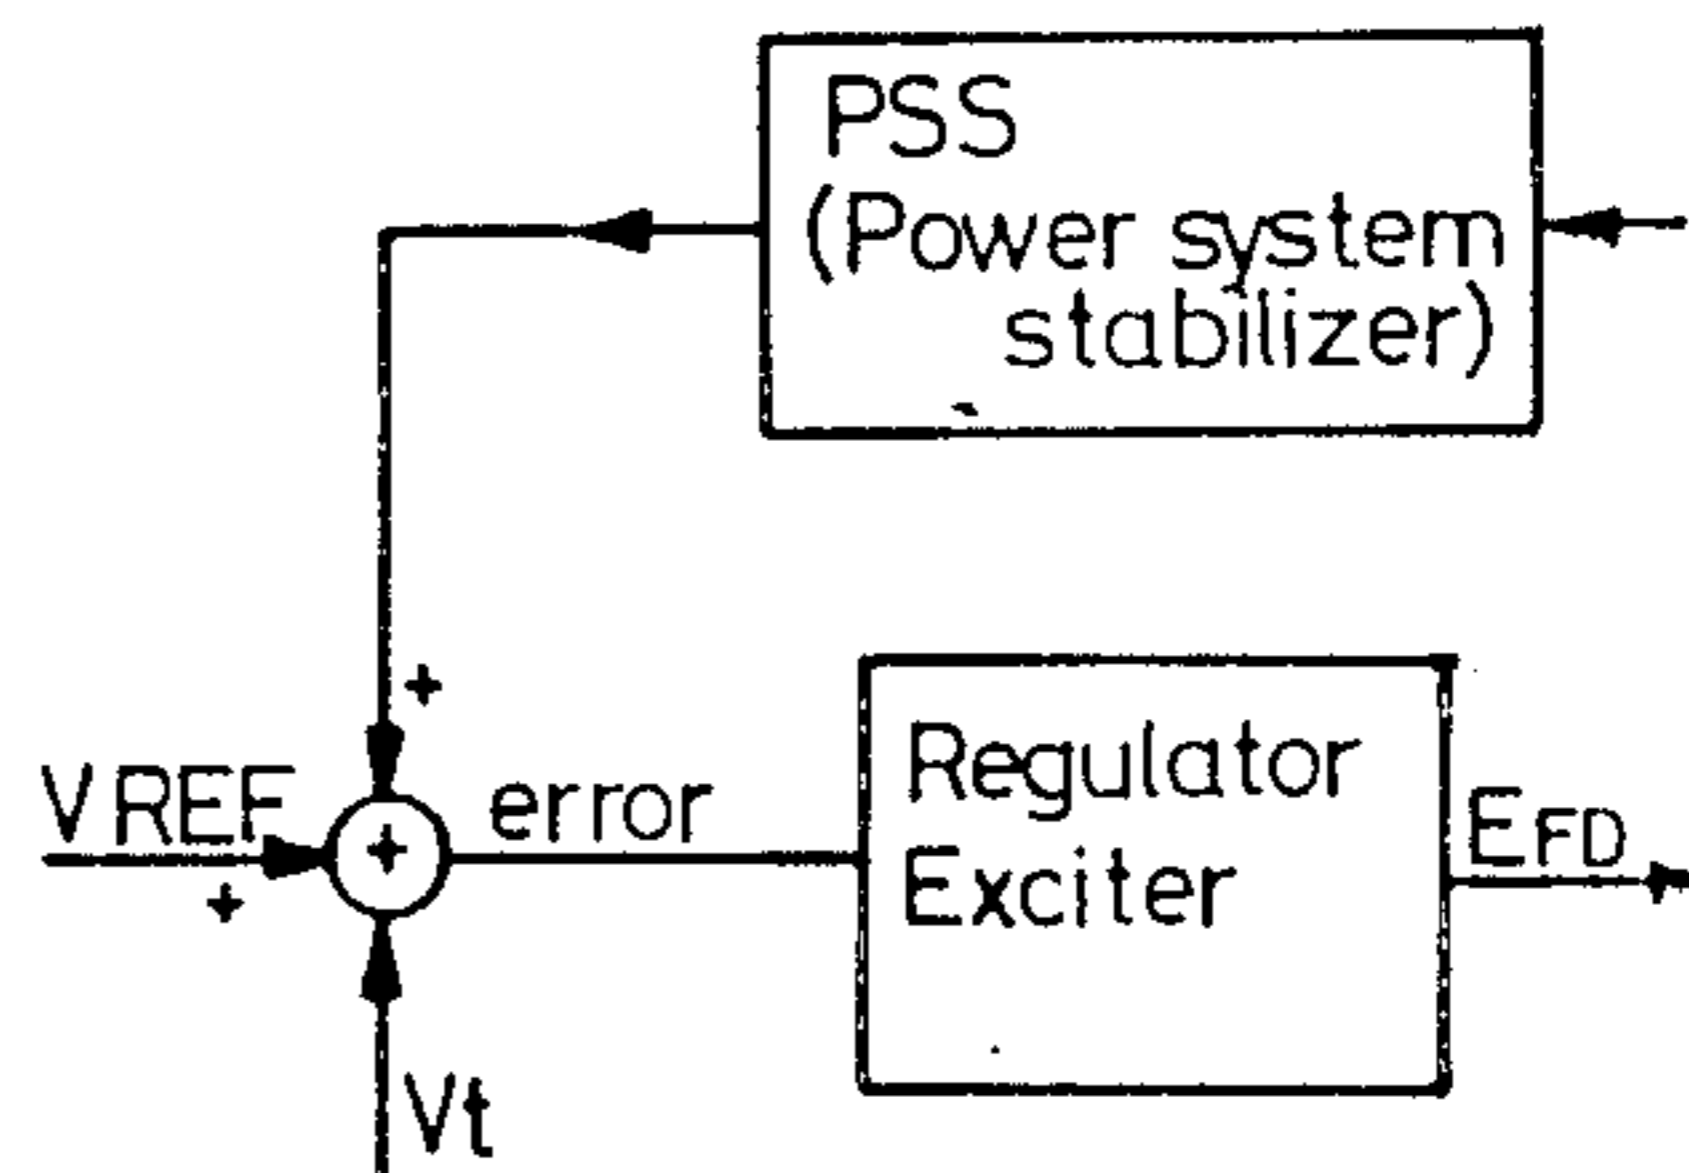 PSS
(Power system
stabilizer)
+
VREF
+
+
error
Regulator
Exciter
EFD
Vt